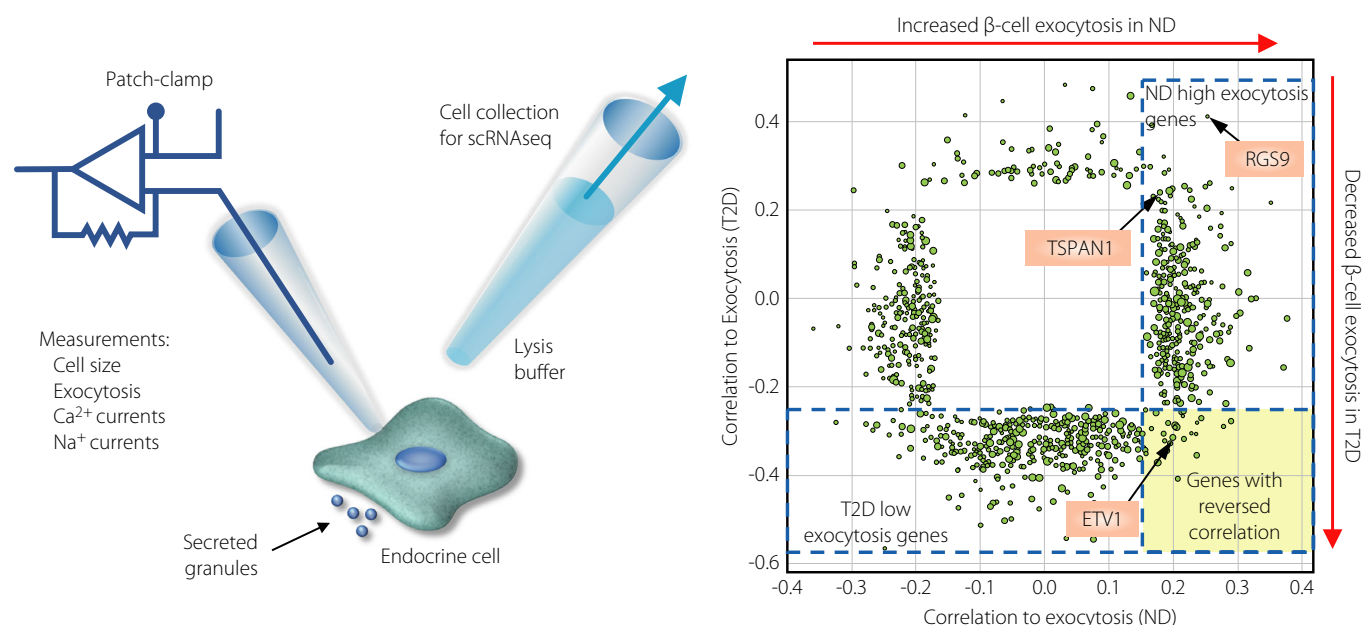 Patch-clamp
Cell collection
for scRNAseq
Measurements:
Cell size
Exocytosis
Ca²⁺ currents
Na⁺ currents
Lysis
buffer
Secreted
granules
Endocrine cell
Increased β-cell exocytosis in ND
ND high exocytosis
genes
RGS9
TSPAN1
ETV1
T2D low
exocytosis genes
Genes with
reversed
correlation
Decreased β-cell exocytosis in T2D
Correlation to Exocytosis (T2D)
0.4
0.2
0.0
-0.2
-0.4
-0.6
-0.4 -0.3 -0.2 -0.1 0.0 0.1 0.2 0.3 0.4
Correlation to exocytosis (ND)